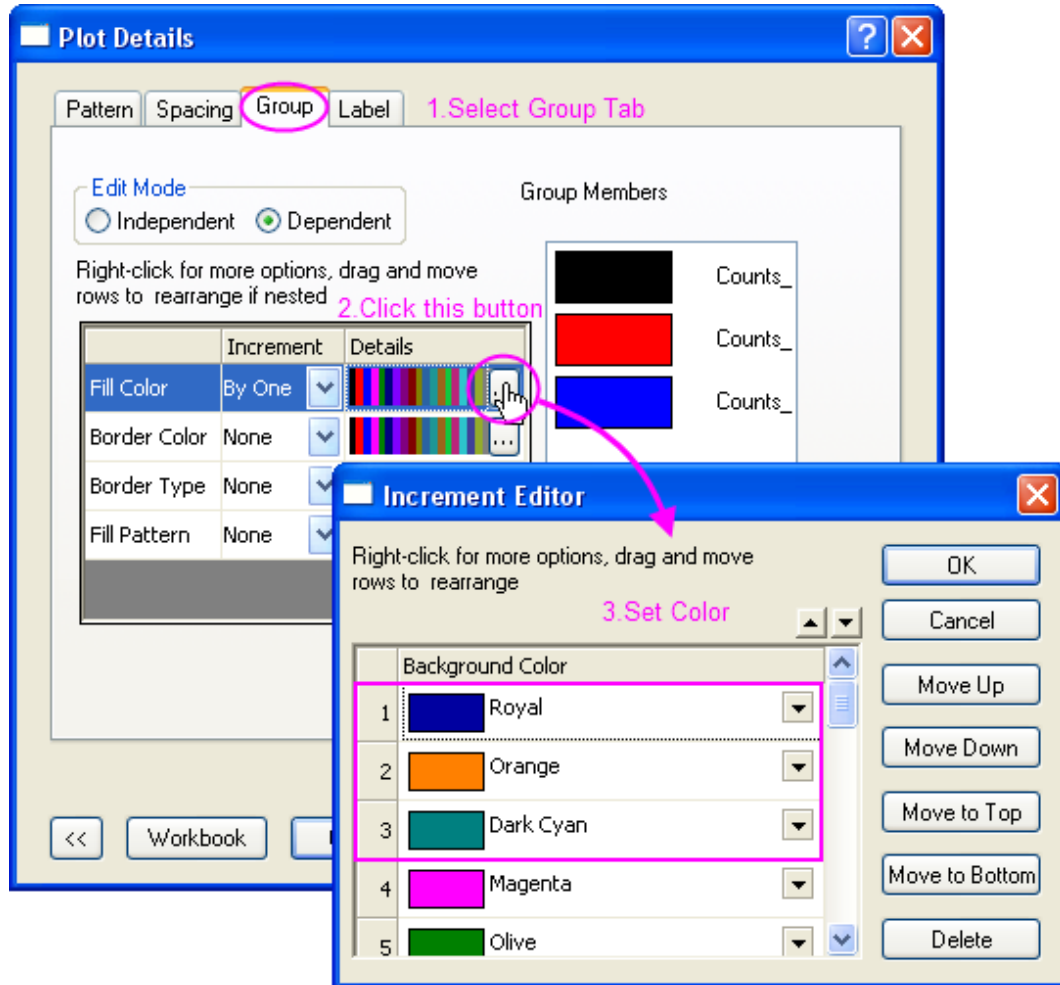 Plot Details
Pattern Spacing Group Label 1.Select Group Tab
Edit Mode
Independent Dependent
Group Members
Right-click for more options, drag and move
rows to rearrange if nested
2.Click this button
Counts_
Counts_
Counts_
Increment Details
Fill Color By One ...
Border Color None ...
Border Type None
Fill Pattern None
<< Workbook
Increment Editor
Right-click for more options, drag and move
rows to rearrange
3.Set Color
Background Color
1 Royal
2 Orange
3 Dark Cyan
4 Magenta
5 Olive
OK
Cancel
Move Up
Move Down
Move to Top
Move to Bottom
Delete